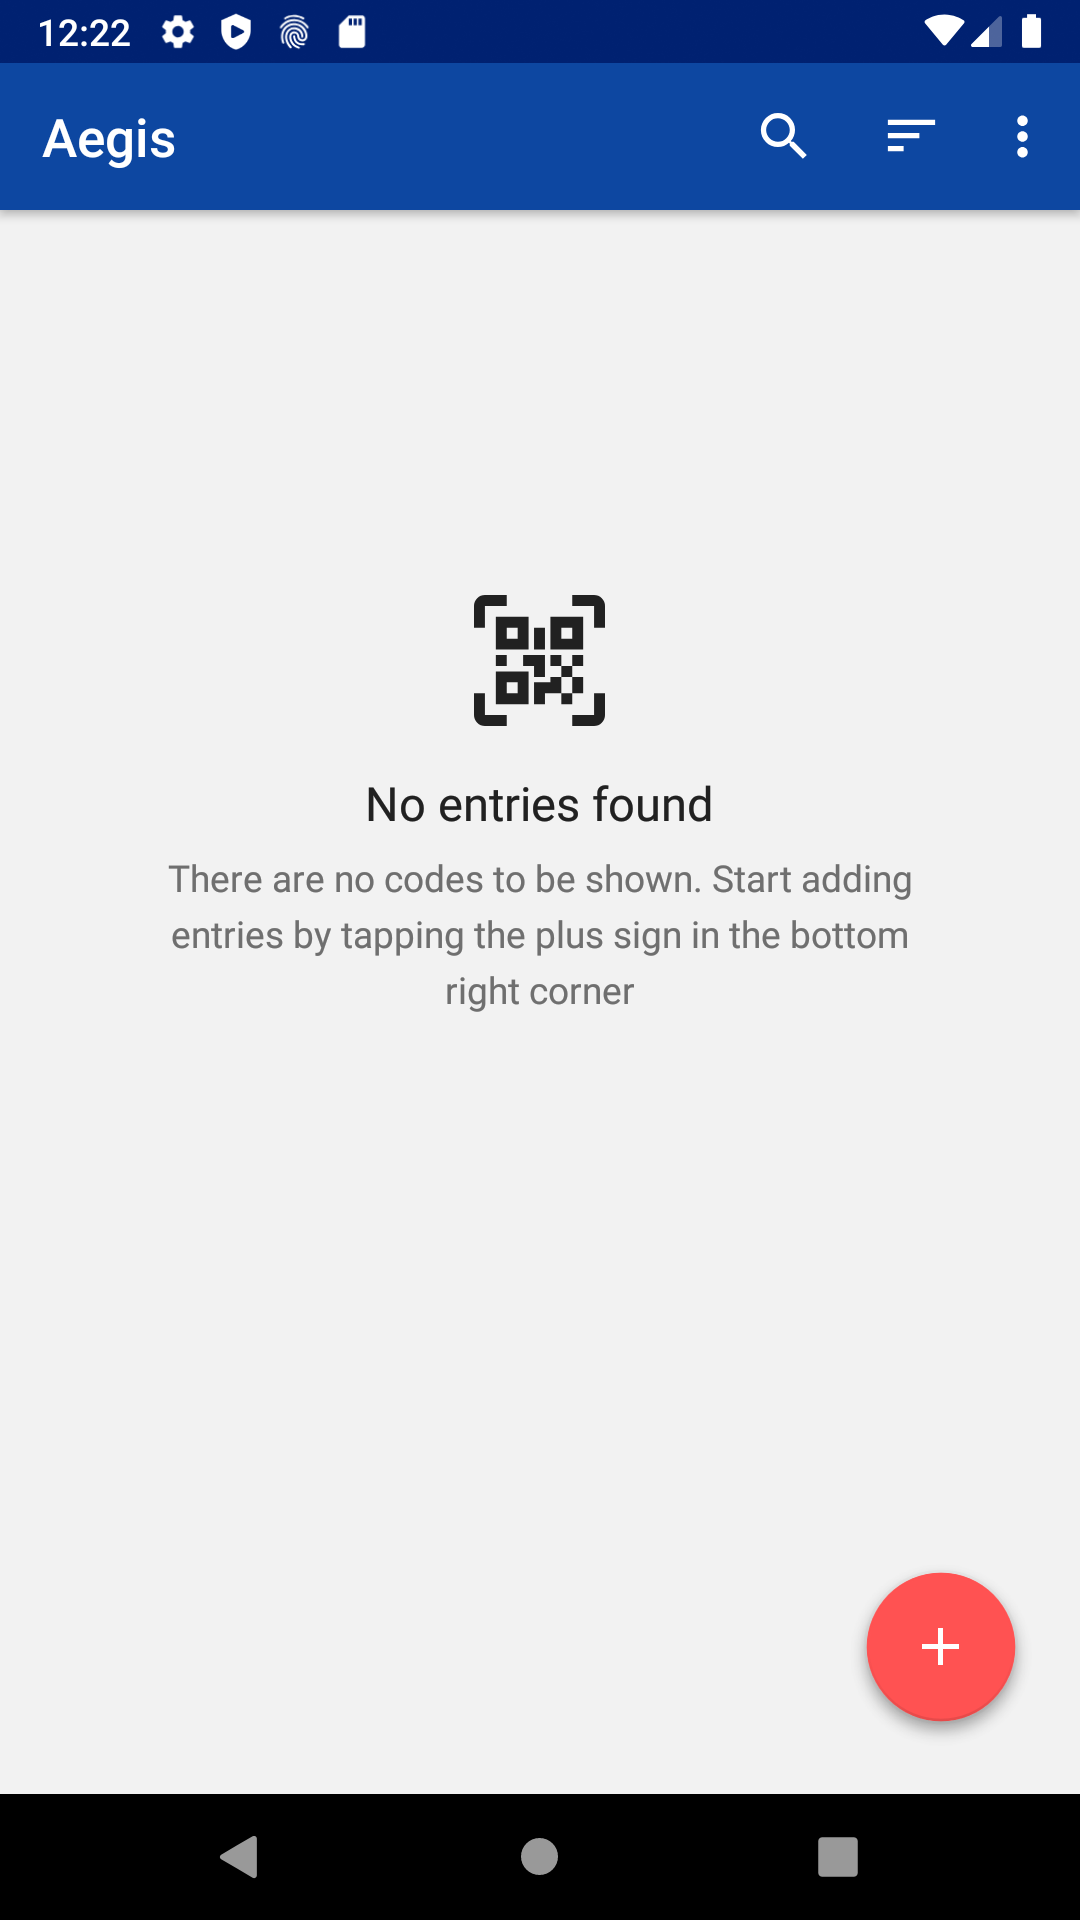 12:22
Aegis
No entries found
There are no codes to be shown. Start adding
entries by tapping the plus sign in the bottom
right corner